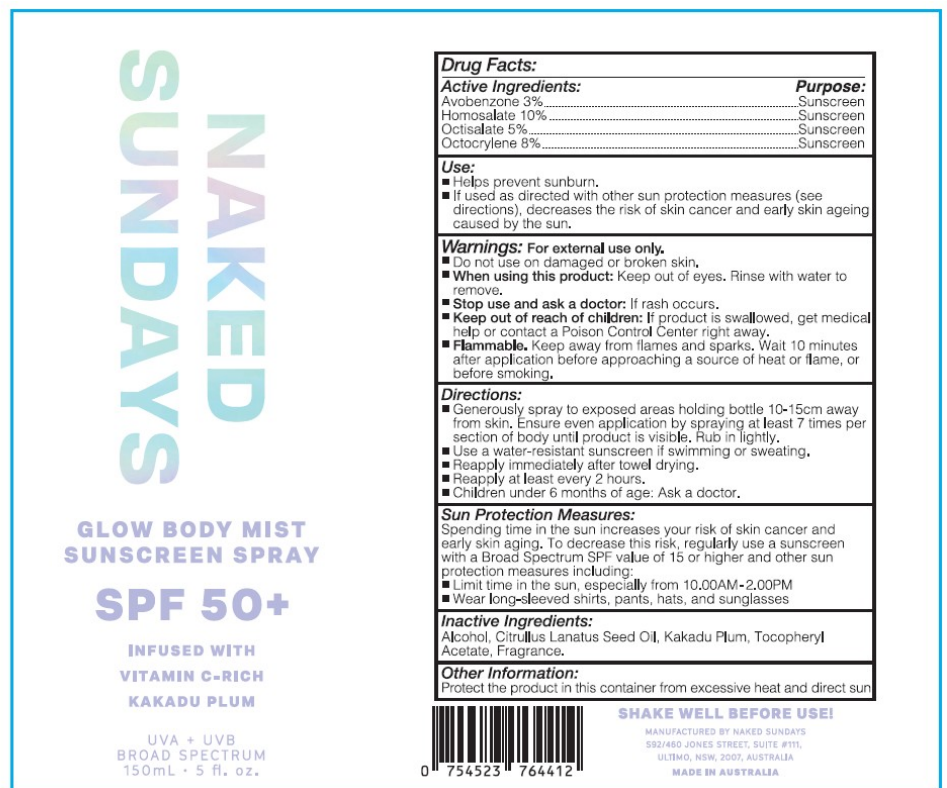 NAKED
SUNDAYS
GLOW BODY MIST
SUNSCREEN SPRAY
SPF 50+
INFUSED WITH
VITAMIN C-RICH
KAKADU PLUM
UVA + UVB
BROAD SPECTRUM
150mL · 5 fl. oz.
Drug Facts:
Active Ingredients: Purpose:
Avobenzone 3%....Sunscreen
Homosalate 10%....Sunscreen
Octisalate 5%....Sunscreen
Octocrylene 8%....Sunscreen
Use:
■ Helps prevent sunburn.
■ If used as directed with other sun protection measures (see
directions), decreases the risk of skin cancer and early skin ageing
caused by the sun.
Warnings: For external use only.
■ Do not use on damaged or broken skin.
■ When using this product: Keep out of eyes. Rinse with water to
remove.
■ Stop use and ask a doctor: If rash occurs.
■ Keep out of reach of children: If product is swallowed, get medical
help or contact a Poison Control Center right away.
■ Flammable. Keep away from flames and sparks. Wait 10 minutes
after application before approaching a source of heat or flame, or
before smoking.
Directions:
■ Generously spray to exposed areas holding bottle 10-15cm away
from skin. Ensure even application by spraying at least 7 times per
section of body until product is visible. Rub in lightly.
■ Use a water-resistant sunscreen if swimming or sweating.
■ Reapply immediately after towel drying.
■ Reapply at least every 2 hours.
■ Children under 6 months of age: Ask a doctor.
Sun Protection Measures:
Spending time in the sun increases your risk of skin cancer and
early skin aging. To decrease this risk, regularly use a sunscreen
with a Broad Spectrum SPF value of 15 or higher and other sun
protection measures including:
■ Limit time in the sun, especially from 10.00AM-2.00PM
■ Wear long-sleeved shirts, pants, hats, and sunglasses
Inactive Ingredients:
Alcohol, Citrullus Lanatus Seed Oil, Kakadu Plum, Tocopheryl
Acetate, Fragrance.
Other Information:
Protect the product in this container from excessive heat and direct sun
0 754523 764412
SHAKE WELL BEFORE USE!
MANUFACTURED BY NAKED SUNDAYS
592/460 JONES STREET, SUITE #111,
ULTIMO, NSW, 2007, AUSTRALIA
MADE IN AUSTRALIA